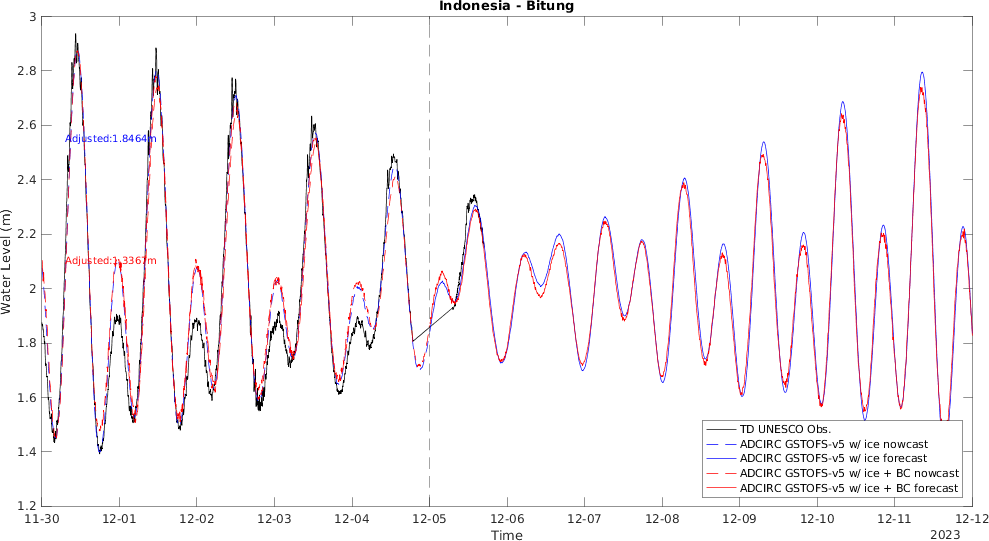 Indonesia - Bitung
3
2.8
2.6
2.4
2.2
2
1.8
1.6
1.4
1.2
Water Level (m)
Adjusted:1.8464m
Adjusted:1.3367m
TD UNESCO Obs.
ADCIRC GSTOFS-v5 w/ ice nowcast
ADCIRC GSTOFS-v5 w/ ice forecast
ADCIRC GSTOFS-v5 w/ ice + BC nowcast
ADCIRC GSTOFS-v5 w/ ice + BC forecast
11-30 12-01 12-02 12-03 12-04 12-05 12-06 12-07 12-08 12-09 12-10 12-11 12-12
Time
2023